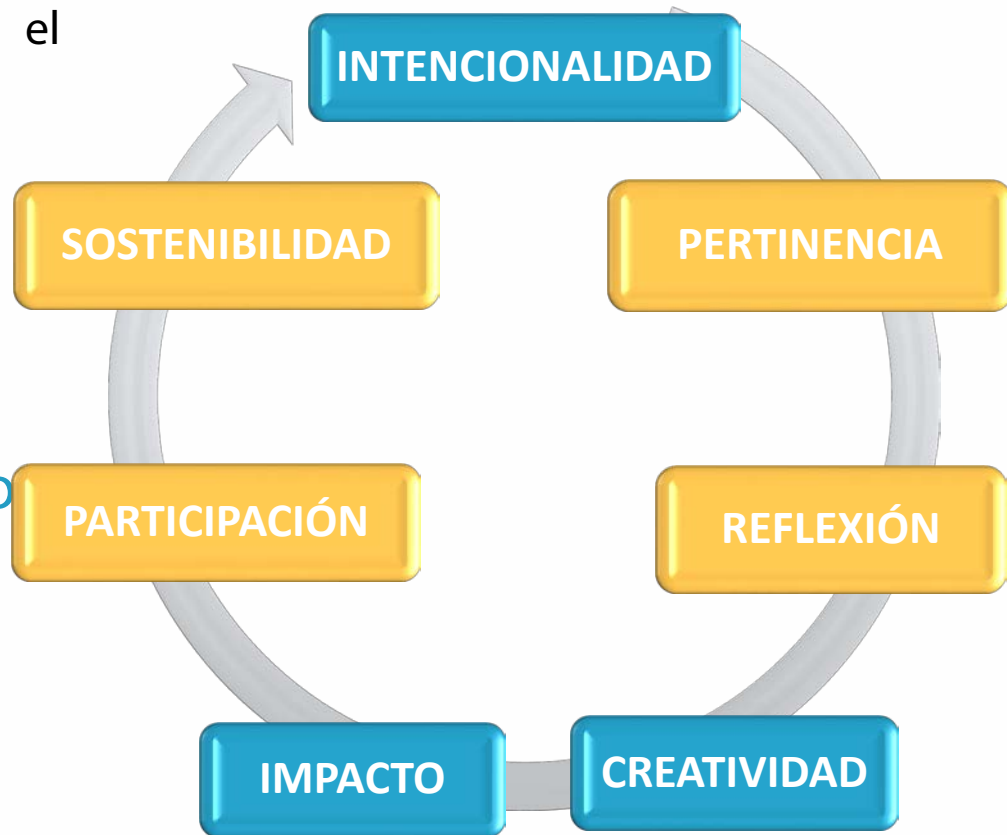 el
INTENCIONALIDAD
SOSTENIBILIDAD
PERTINENCIA
PARTICIPACIÓN
REFLEXIÓN
IMPACTO
CREATIVIDAD